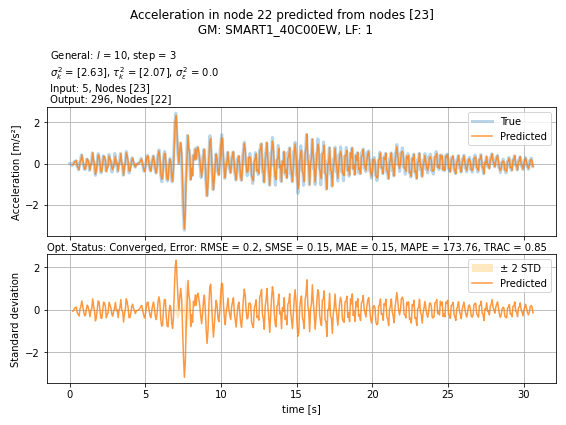 Acceleration in node 22 predicted from nodes [23]
GM: SMART1_40C00EW, LF: 1
General: l = 10, step = 3
σ²ₖ = [2.63], τ²ₖ = [2.07], σ²ε = 0.0
Input: 5, Nodes [23]
Output: 296, Nodes [22]
Acceleration [m/s²]
2
0
−2
True
Predicted
Opt. Status: Converged, Error: RMSE = 0.2, SMSE = 0.15, MAE = 0.15, MAPE = 173.76, TRAC = 0.85
Standard deviation
2
0
−2
± 2 STD
Predicted
0 5 10 15 20 25 30
time [s]